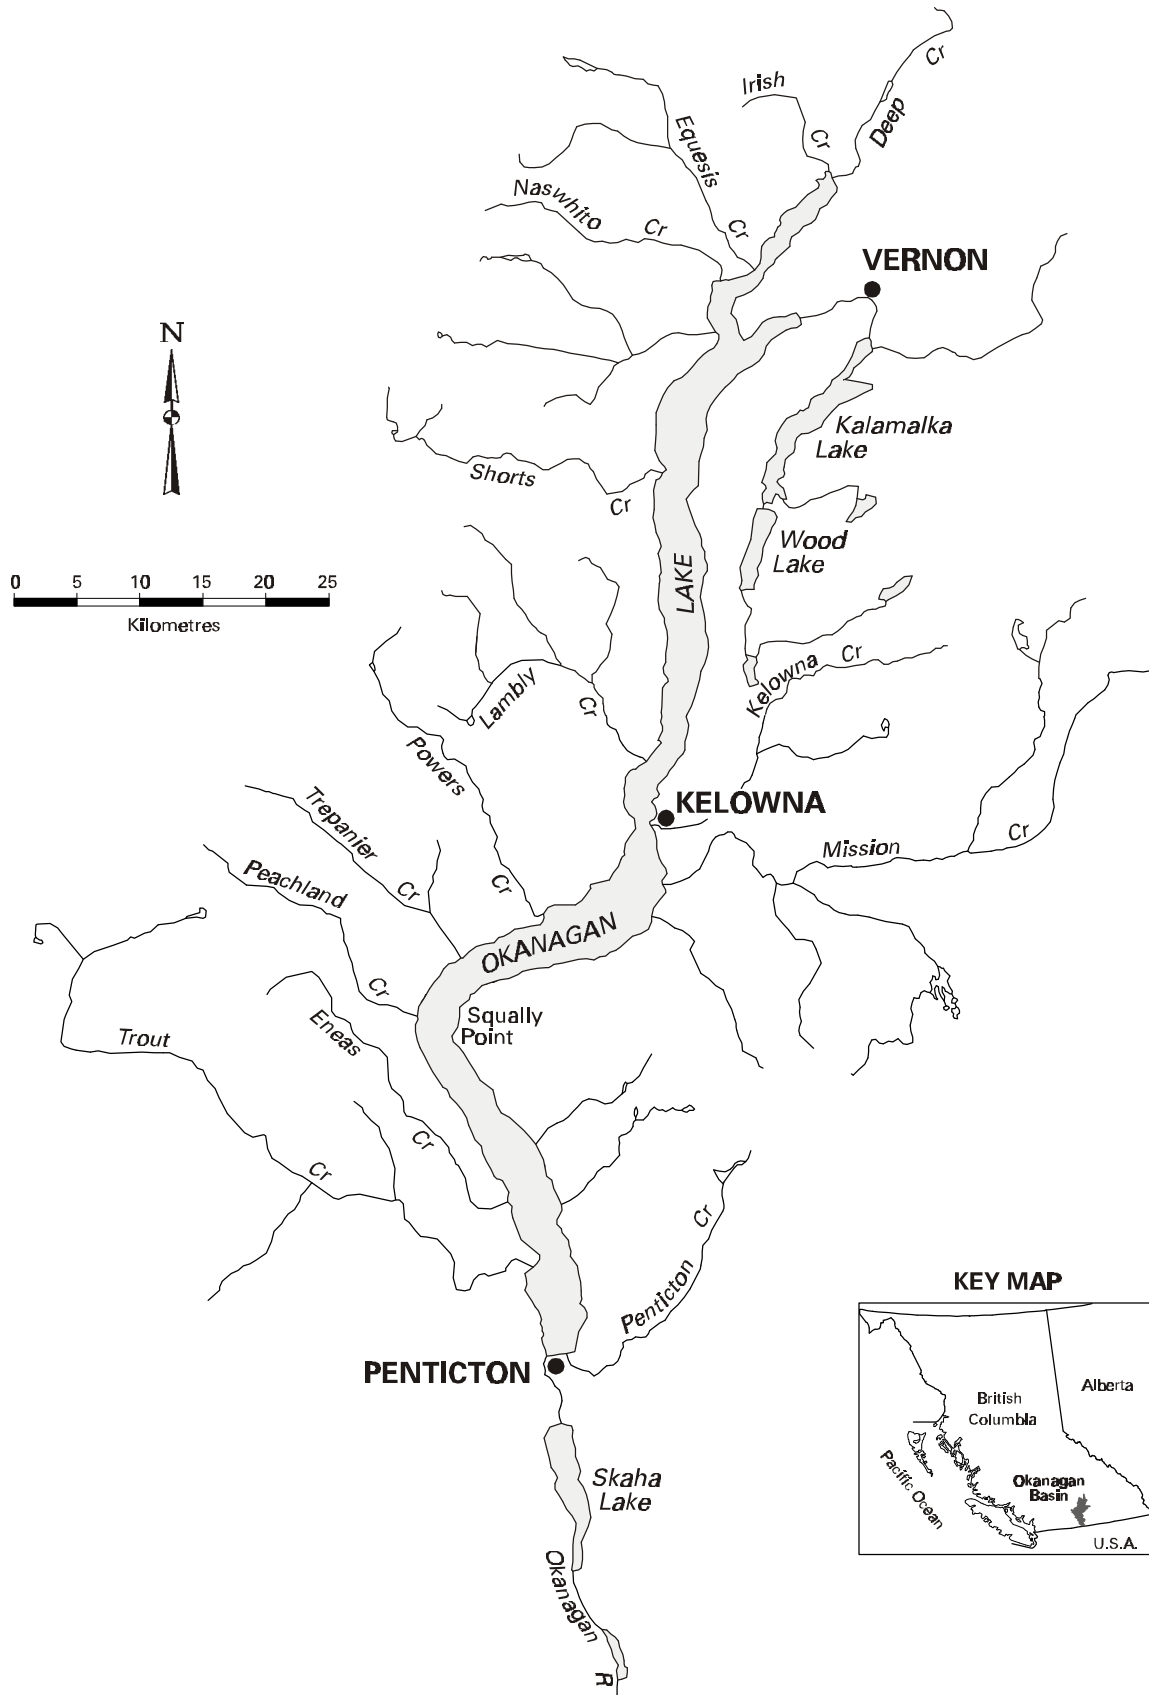 Cr
Irish
Deep
Equesis
Cr
Naswhito
Cr
Cr
VERNON
N
Kalamalka
Lake
Shorts
Cr
Wood
Lake
LAKE
0 5 10 15 20 25
Kilometres
Kelowna
Cr
Lambly
Cr
Powers
KELOWNA
Trepanier
Cr
Mission
Cr
Peachland
Cr
Cr
OKANAGAN
Cr
Squally
Point
Eneas
Trout
Cr
Cr
Cr
Penticton
KEY MAP
PENTICTON
British
Columbia
Alberta
Pacific Ocean
Okanagan
Basin
U.S.A.
Skaha
Lake
Okanagan
R